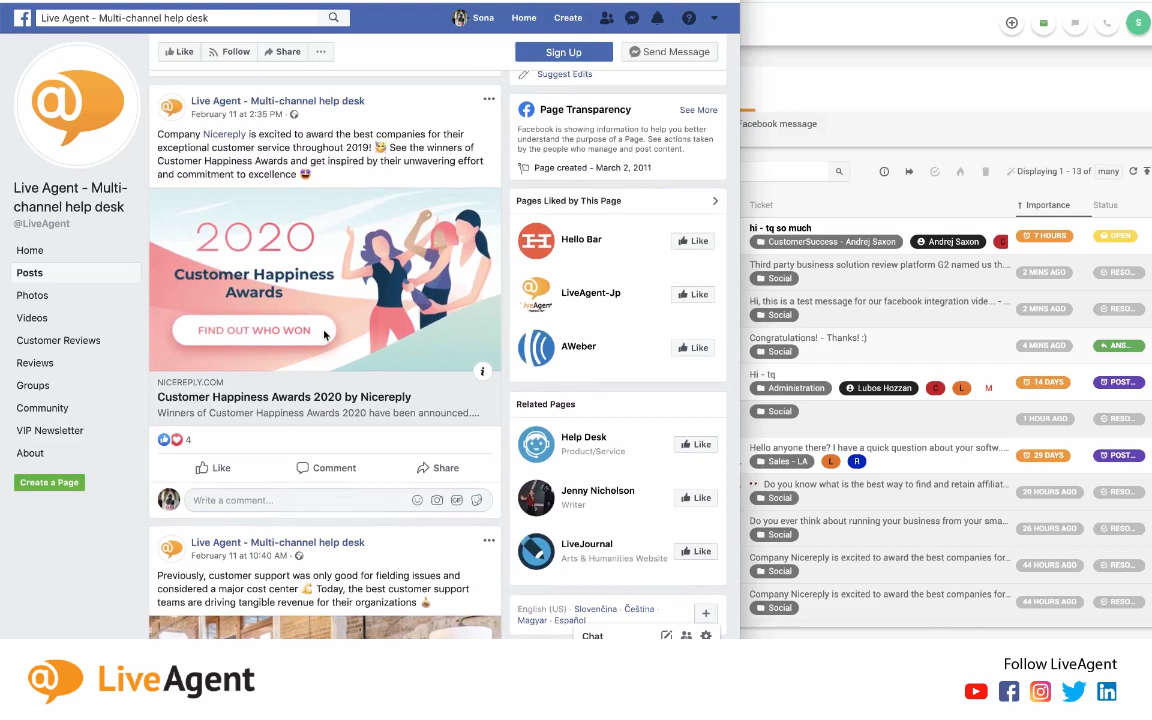 Live Agent - Multi-channel help desk
Sona
Home
Create
Like
Follow
Share
Sign Up
Send Message
Live Agent - Multi-
channel help desk
@LiveAgent
Home
Posts
Photos
Videos
Customer Reviews
Reviews
Groups
Community
VIP Newsletter
About
Create a Page
Live Agent - Multi-channel help desk
February 11 at 2:35 PM ·
Company Nicereply is excited to award the best companies for their
exceptional customer service throughout 2019! 🥰 See the winners of
Customer Happiness Awards and get inspired by their unwavering effort
and commitment to excellence 🤩
2020
Customer Happiness
Awards
FIND OUT WHO WON
NICEREPLY.COM
Customer Happiness Awards 2020 by Nicereply
Winners of Customer Happiness Awards 2020 have been announced....
4
Like
Comment
Share
Write a comment...
Live Agent - Multi-channel help desk
February 11 at 10:40 AM ·
Previously, customer support was only good for fielding issues and
considered a major cost center 💪 Today, the best customer support
teams are driving tangible revenue for their organizations 💰
Suggest Edits
Page Transparency
See More
Facebook is showing information to help you better
understand the purpose of a Page. See actions taken
by the people who manage and post content.
Page created - March 2, 2011
Pages Liked by This Page
Hello Bar
Like
LiveAgent-Jp
Like
AWeber
Like
Related Pages
Help Desk
Product/Service
Like
Jenny Nicholson
Writer
Like
LiveJournal
Arts & Humanities Website
Like
English (US) · Slovenčina · Čeština ·
Magyar · Español
Chat
S
Facebook message
Displaying 1 - 13 of many
Ticket
Importance
Status
hi - tq so much
CustomerSuccess - Andrej Saxon
Andrej Saxon
7 HOURS
OPEN
Third party business solution review platform G2 named us th...
Social
2 MINS AGO
RESO...
Hi, this is a test message for our facebook integration vide... -
Social
2 MINS AGO
RESO...
Congratulations! - Thanks! :)
Social
4 MINS AGO
ANS...
Hi - tq
Administration
Lubos Hozzan
C
L
M
14 DAYS
POST...
Social
1 HOUR AGO
RESO...
Hello anyone there? I have a quick question about your softw...
Sales - LA
L
R
29 DAYS
POST...
👀 Do you know what is the best way to find and retain affiliat...
Social
20 HOURS AGO
RESO...
Do you ever think about running your business from your sma...
Social
26 HOURS AGO
RESO...
Company Nicereply is excited to award the best companies for...
Social
44 HOURS AGO
RESO...
Company Nicereply is excited to award the best companies for...
Social
44 HOURS AGO
RESO...
LiveAgent
Follow LiveAgent